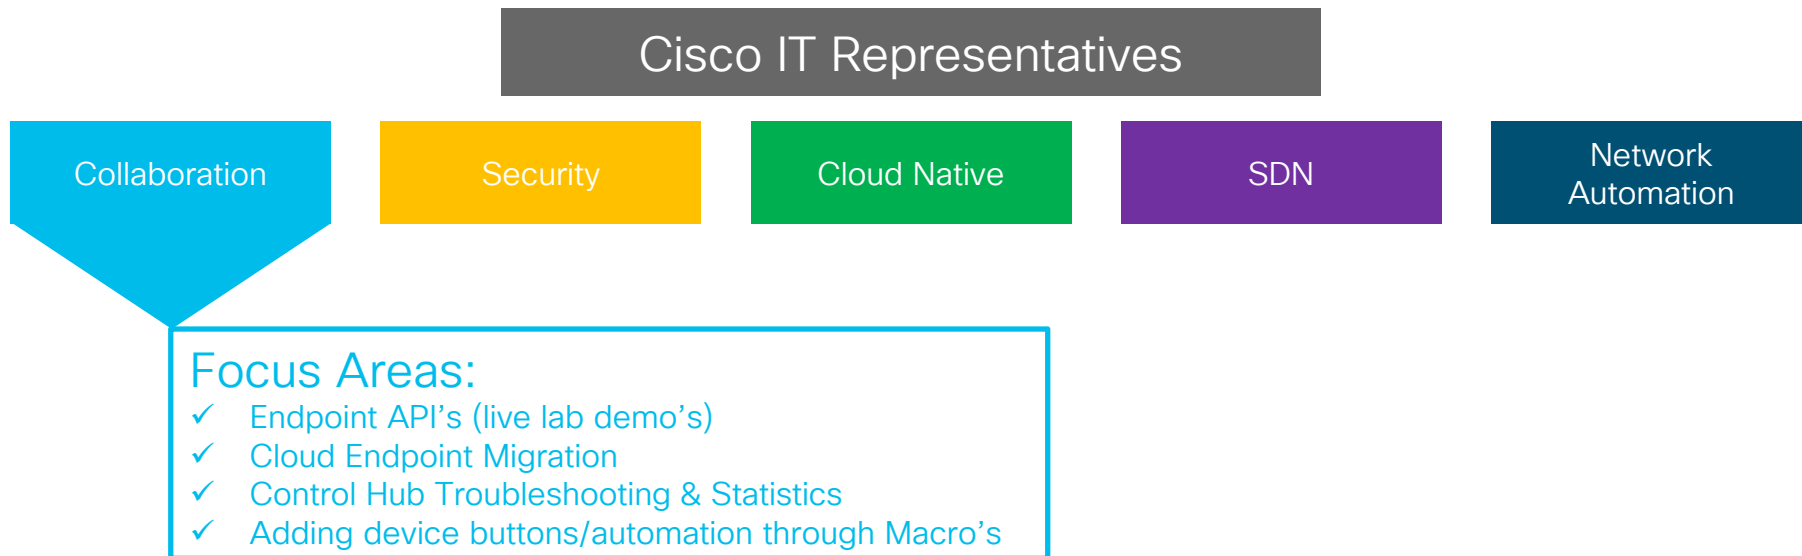 Cisco IT Representatives
Collaboration
Security
Cloud Native
SDN
Network
Automation
Focus Areas:
✓ Endpoint API's (live lab demo's)
✓ Cloud Endpoint Migration
✓ Control Hub Troubleshooting & Statistics
✓ Adding device buttons/automation through Macro's